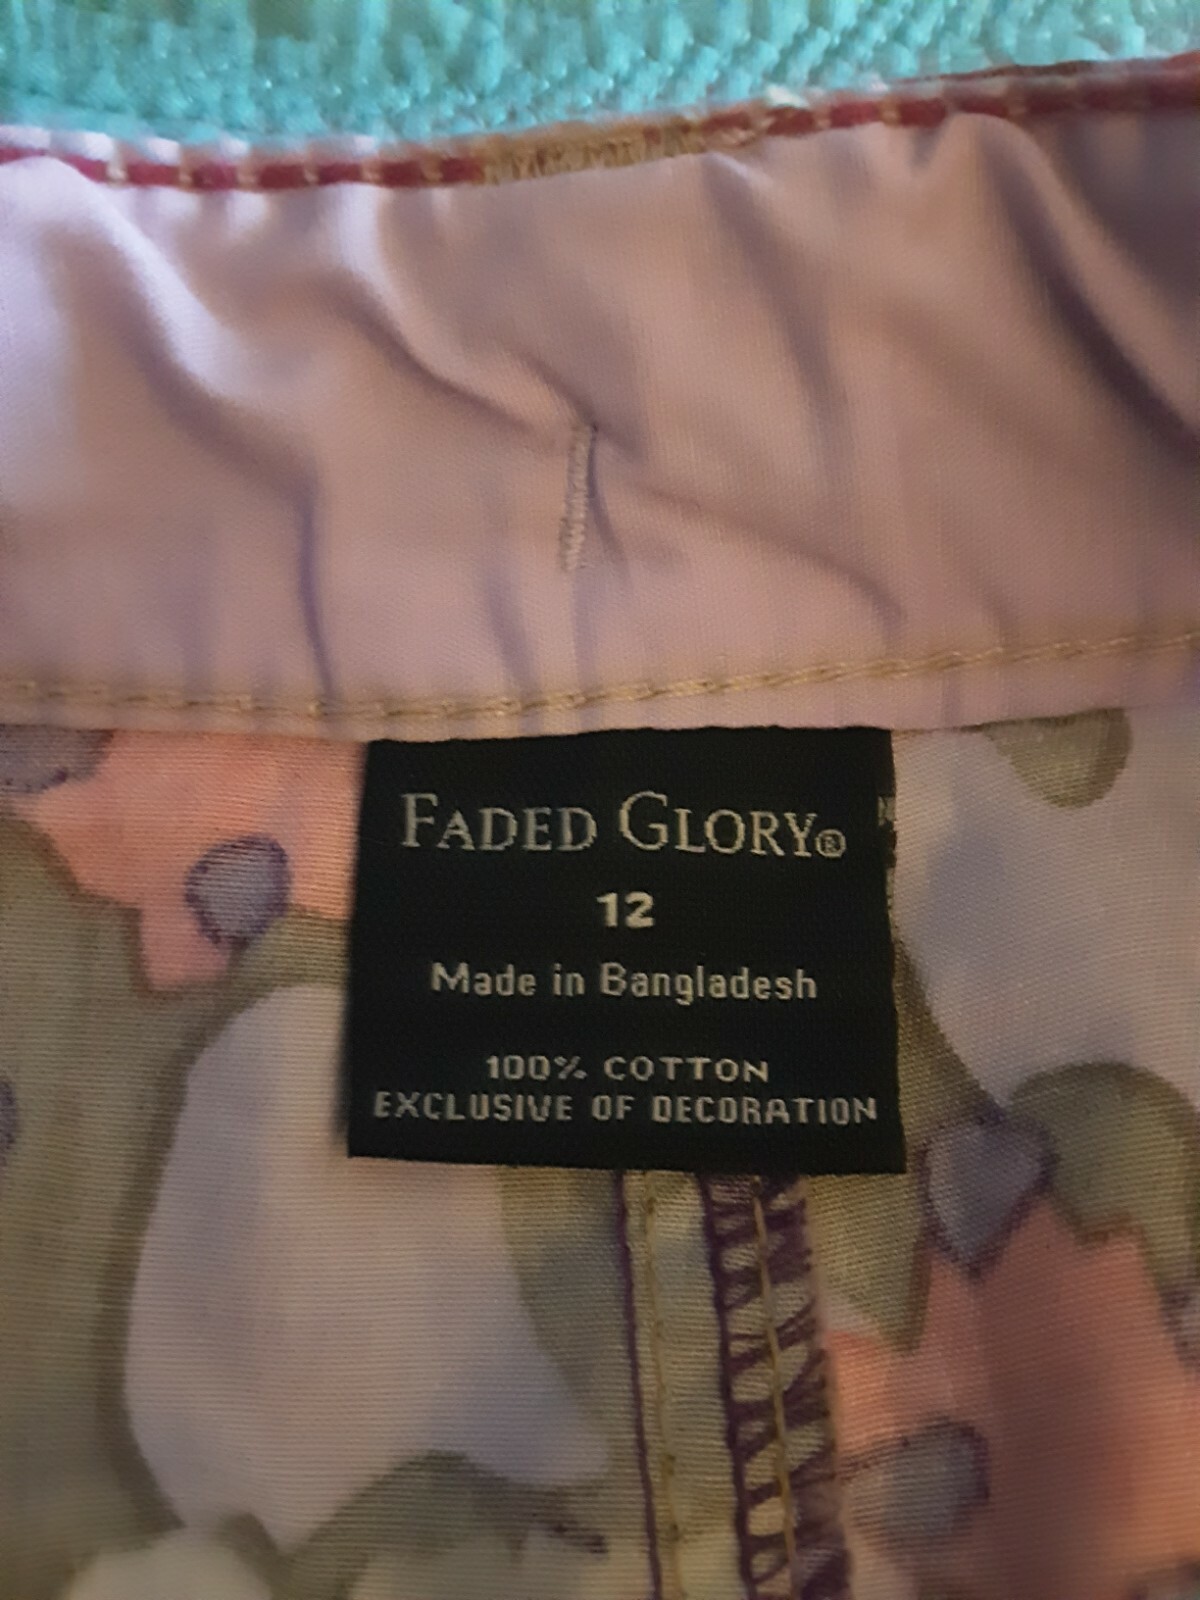 FADED GLORY®
12
Made in Bangladesh
100% COTTON
EXCLUSIVE OF DECORATION